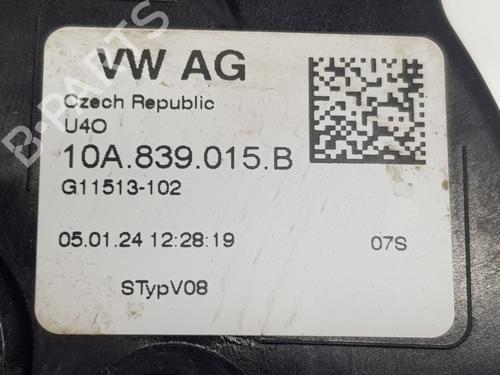 VW AG
Czech Republic
U4O
10A.839.015.B
G11513-102
05.01.24 12:28:19 07S
STypV08
B-PARTS